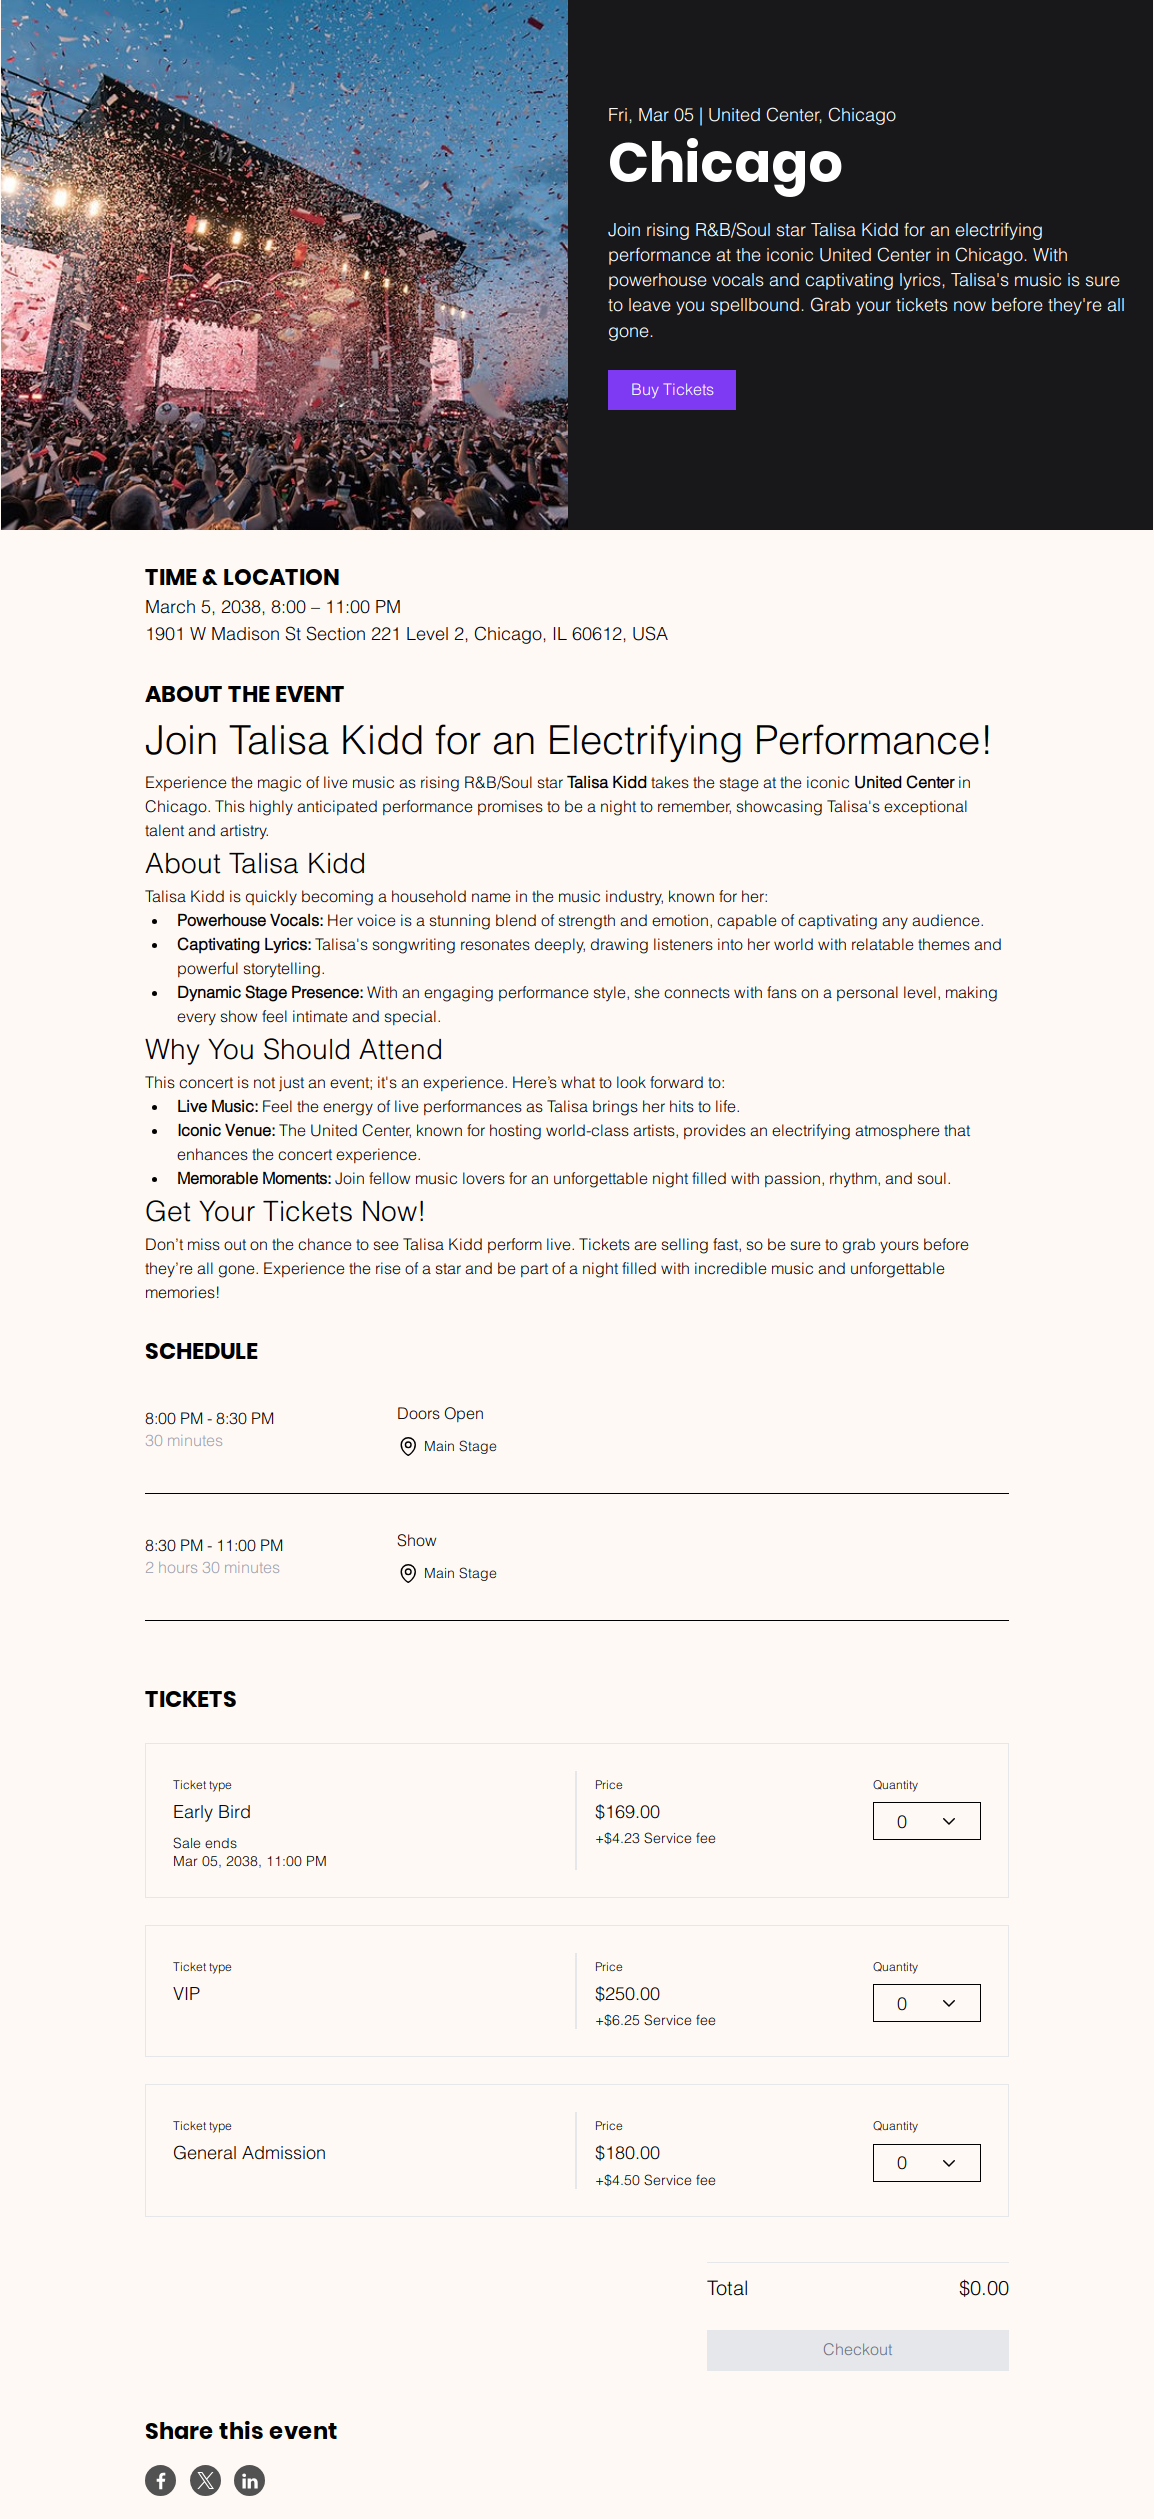 Fri, Mar 05 | United Center, Chicago
Chicago
Join rising R&B/Soul star Talisa Kidd for an electrifying
performance at the iconic United Center in Chicago. With
powerhouse vocals and captivating lyrics, Talisa's music is sure
to leave you spellbound. Grab your tickets now before they're all
gone.
Buy Tickets
TIME & LOCATION
March 5, 2038, 8:00 – 11:00 PM
1901 W Madison St Section 221 Level 2, Chicago, IL 60612, USA
ABOUT THE EVENT
Join Talisa Kidd for an Electrifying Performance!
Experience the magic of live music as rising R&B/Soul star Talisa Kidd takes the stage at the iconic United Center in
Chicago. This highly anticipated performance promises to be a night to remember, showcasing Talisa's exceptional
talent and artistry.
About Talisa Kidd
Talisa Kidd is quickly becoming a household name in the music industry, known for her:
• Powerhouse Vocals: Her voice is a stunning blend of strength and emotion, capable of captivating any audience.
• Captivating Lyrics: Talisa's songwriting resonates deeply, drawing listeners into her world with relatable themes and
powerful storytelling.
• Dynamic Stage Presence: With an engaging performance style, she connects with fans on a personal level, making
every show feel intimate and special.
Why You Should Attend
This concert is not just an event; it's an experience. Here’s what to look forward to:
• Live Music: Feel the energy of live performances as Talisa brings her hits to life.
• Iconic Venue: The United Center, known for hosting world-class artists, provides an electrifying atmosphere that
enhances the concert experience.
• Memorable Moments: Join fellow music lovers for an unforgettable night filled with passion, rhythm, and soul.
Get Your Tickets Now!
Don’t miss out on the chance to see Talisa Kidd perform live. Tickets are selling fast, so be sure to grab yours before
they’re all gone. Experience the rise of a star and be part of a night filled with incredible music and unforgettable
memories!
SCHEDULE
8:00 PM - 8:30 PM
30 minutes
Doors Open
Main Stage
8:30 PM - 11:00 PM
2 hours 30 minutes
Show
Main Stage
TICKETS
Ticket type
Early Bird
Sale ends
Mar 05, 2038, 11:00 PM
Price
$169.00
+$4.23 Service fee
Quantity
0
Ticket type
VIP
Price
$250.00
+$6.25 Service fee
Quantity
0
Ticket type
General Admission
Price
$180.00
+$4.50 Service fee
Quantity
0
Total $0.00
Checkout
Share this event